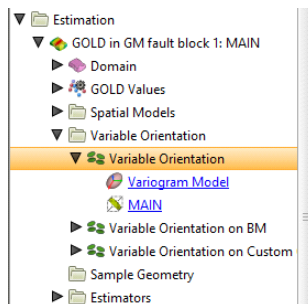 Estimation
GOLD in GM fault block 1: MAIN
Domain
GOLD Values
Spatial Models
Variable Orientation
Variable Orientation
Variogram Model
MAIN
Variable Orientation on BM
Variable Orientation on Custom
Sample Geometry
Estimators